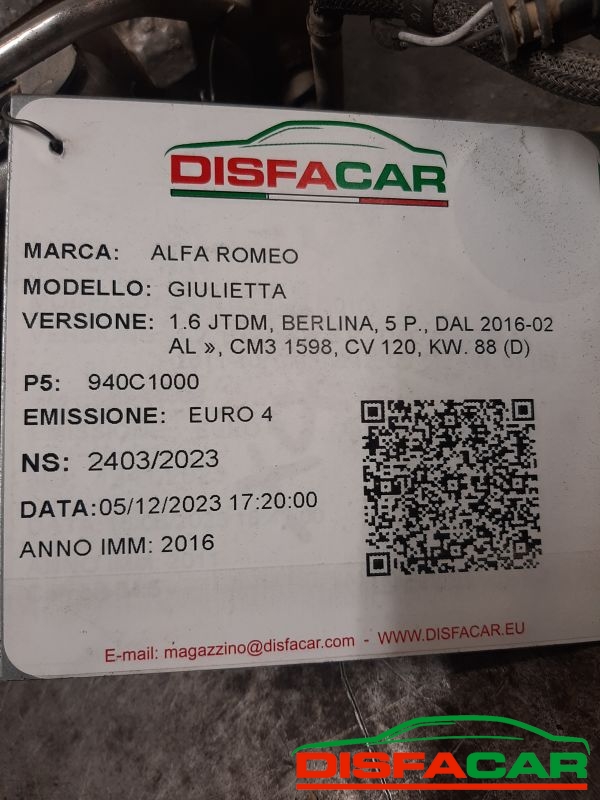 DISFACAR
MARCA: ALFA ROMEO
MODELLO: GIULIETTA
VERSIONE: 1.6 JTDM, BERLINA, 5 P., DAL 2016-02
AL », CM3 1598, CV 120, KW. 88 (D)
P5: 940C1000
EMISSIONE: EURO 4
NS: 2403/2023
DATA:05/12/2023 17:20:00
ANNO IMM: 2016
E-mail: magazzino@disfacar.com - WWW.DISFACAR.EU
DISFACAR